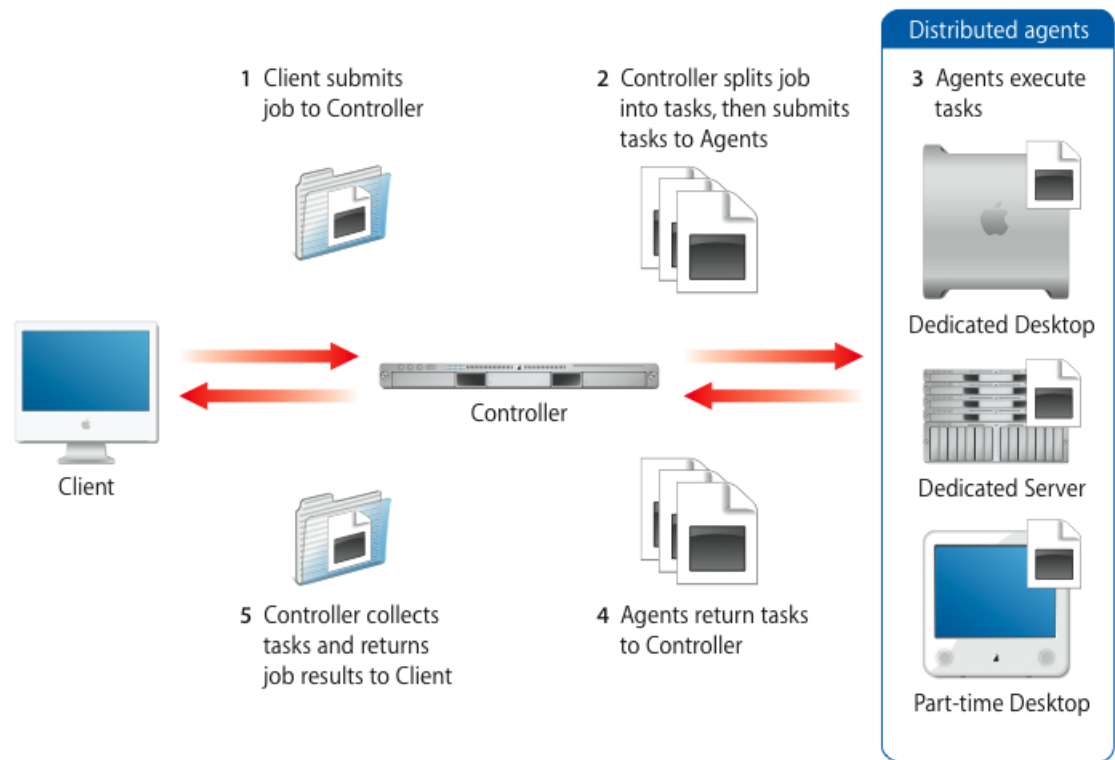 Distributed agents
1 Client submits
job to Controller
2 Controller splits job
into tasks, then submits
tasks to Agents
3 Agents execute
tasks
Dedicated Desktop
Controller
Client
Dedicated Server
5 Controller collects
tasks and returns
job results to Client
4 Agents return tasks
to Controller
Part-time Desktop